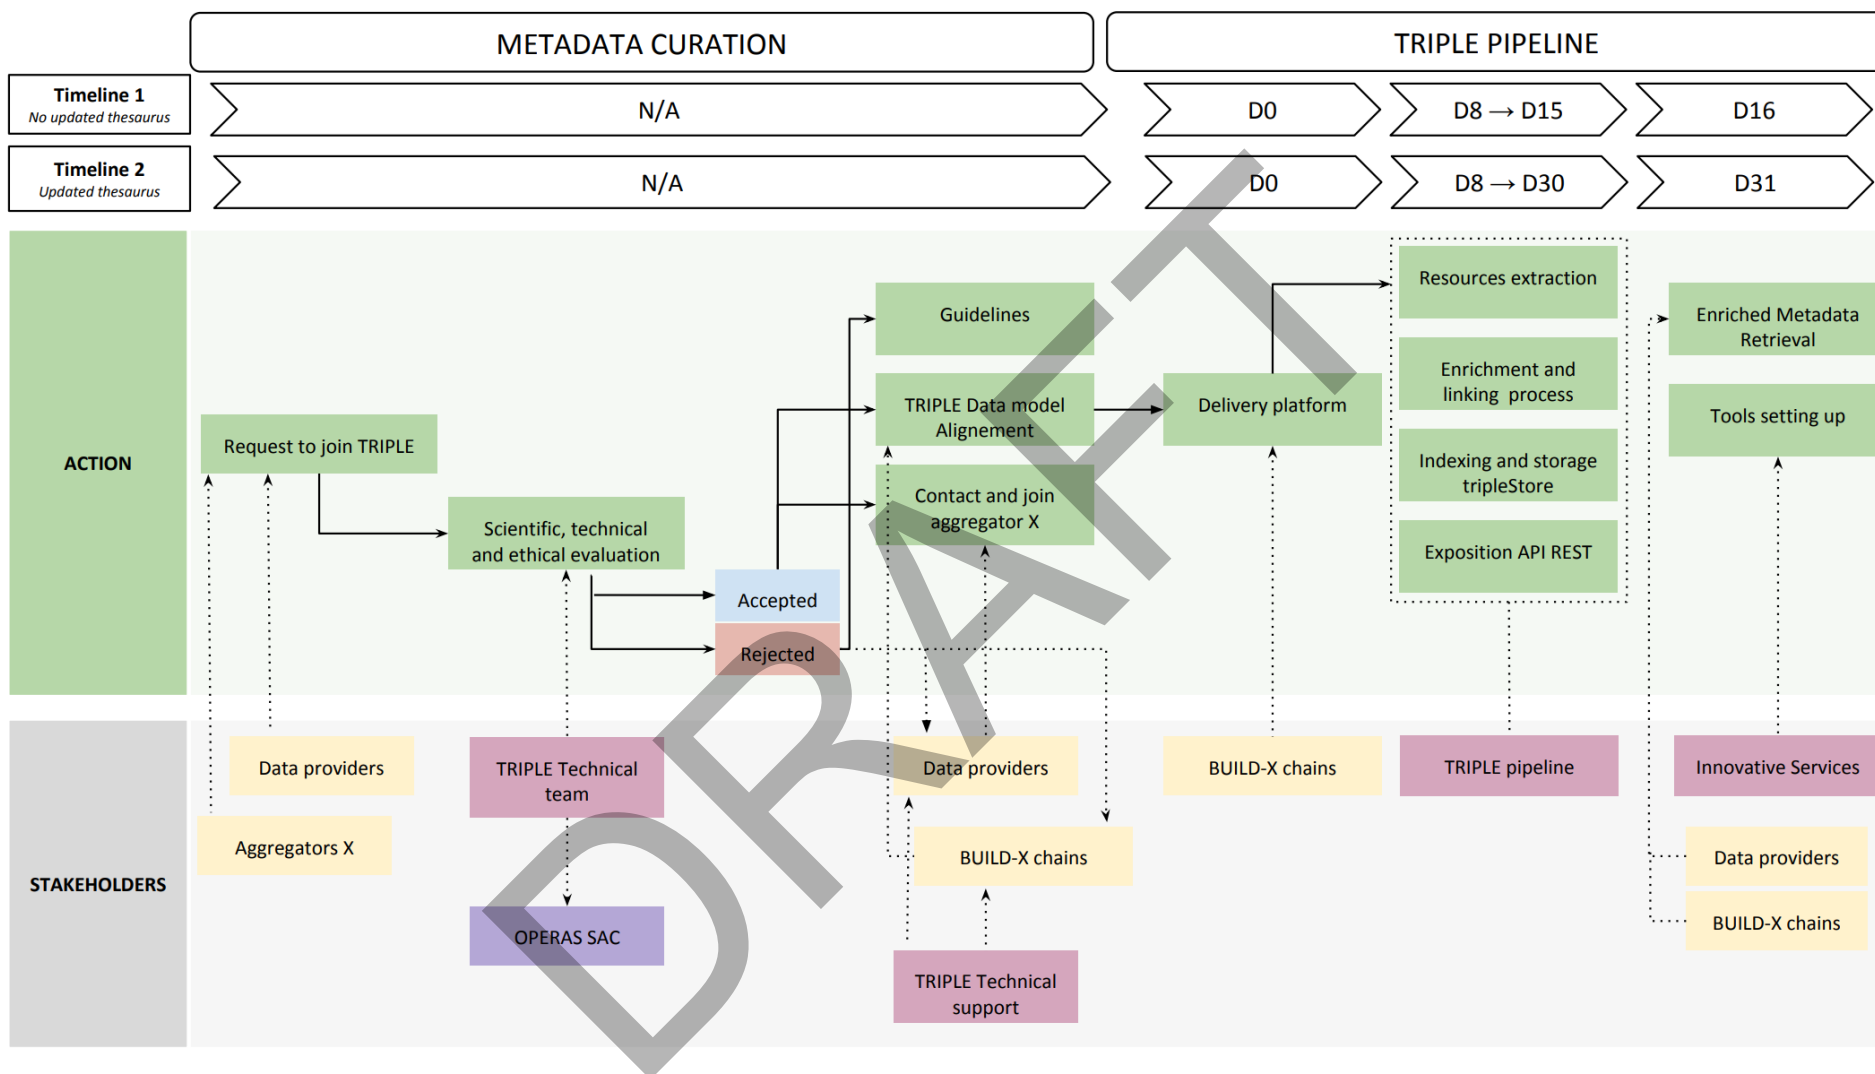 METADATA CURATION
TRIPLE PIPELINE
Timeline 1
No updated thesaurus
N/A
D0
D8 → D15
D16
Timeline 2
Updated thesaurus
N/A
D0
D8 → D30
D31
ACTION
Request to join TRIPLE
Scientific, technical
and ethical evaluation
Accepted
Rejected
Guidelines
TRIPLE Data model
Alignement
Contact and join
aggregator X
Delivery platform
Resources extraction
Enrichment and
linking process
Indexing and storage
tripleStore
Exposition API REST
Enriched Metadata
Retrieval
Tools setting up
STAKEHOLDERS
Data providers
Aggregators X
TRIPLE Technical
team
OPERAS SAC
Data providers
BUILD-X chains
TRIPLE Technical
support
BUILD-X chains
TRIPLE pipeline
Innovative Services
Data providers
BUILD-X chains
DRAFT